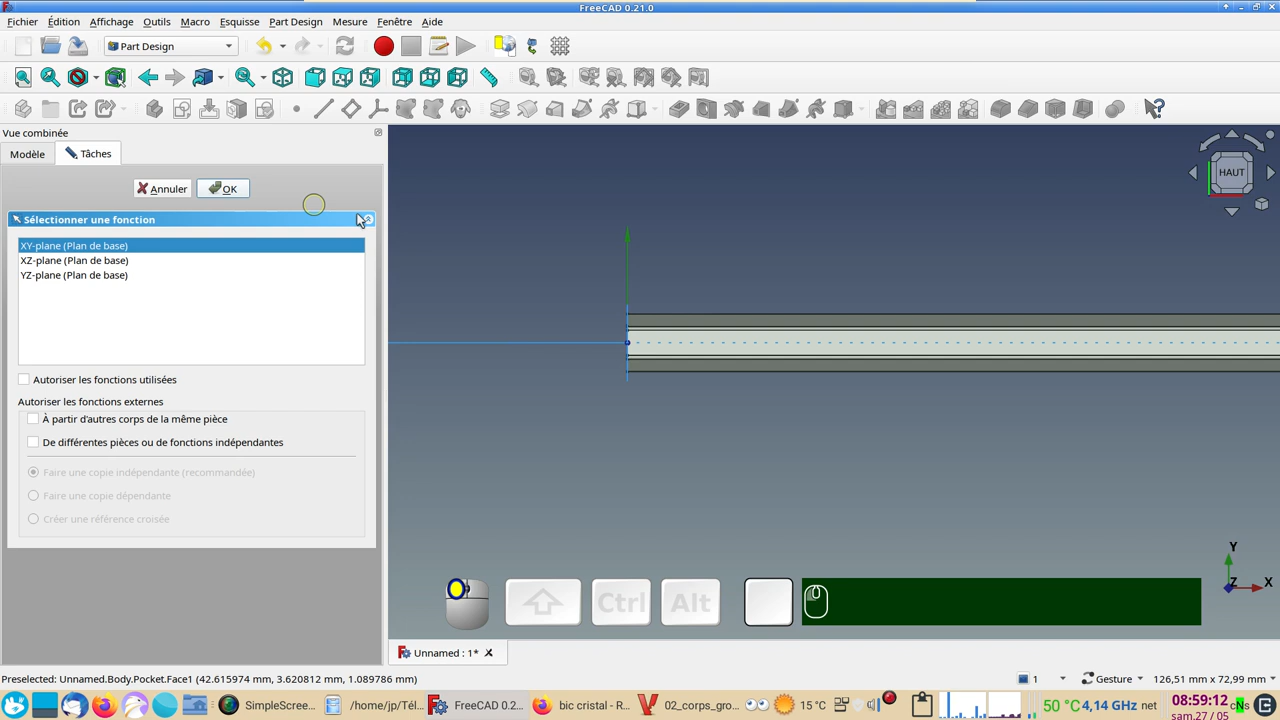 FreeCAD 0.21.0
Fichier Édition Affichage Outils Macro Esquisse Part Design Mesure Fenêtre Aide
Part Design
Vue combinée
Modèle Tâches
Annuler OK
HAUT
Sélectionner une fonction
XY-plane (Plan de base)
XZ-plane (Plan de base)
YZ-plane (Plan de base)
Autoriser les fonctions utilisées
Autoriser les fonctions externes
À partir d'autres corps de la même pièce
De différentes pièces ou de fonctions indépendantes
Faire une copie indépendante (recommandée)
Faire une copie dépendante
Créer une référence croisée
Y
Z X
Ctrl Alt
Unnamed : 1*
Preselected: Unnamed.Body.Pocket.Face1 (42.615974 mm, 3.620812 mm, 1.089786 mm) 1 Gesture 126,51 mm x 72,99 mm
SimpleScree... /home/jp/Tél... FreeCAD 0.2... bic cristal - R... 02_corps_gro... 15 °C 50 °C 4,14 GHz net 08:59:12
sam.27 / 05